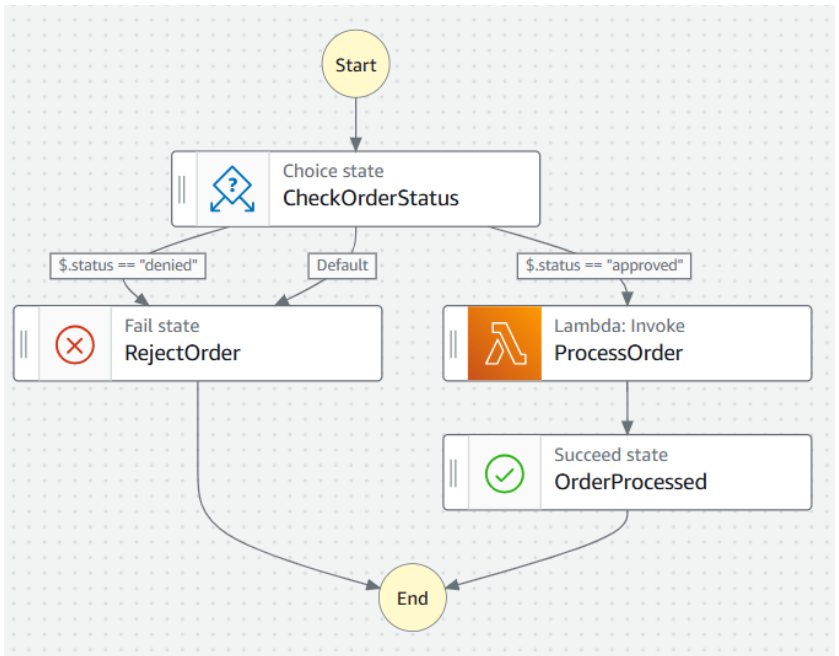 Start
Choice state
CheckOrderStatus
$.status == "denied"
Default
$.status == "approved"
Fail state
RejectOrder
Lambda: Invoke
ProcessOrder
Succeed state
OrderProcessed
End